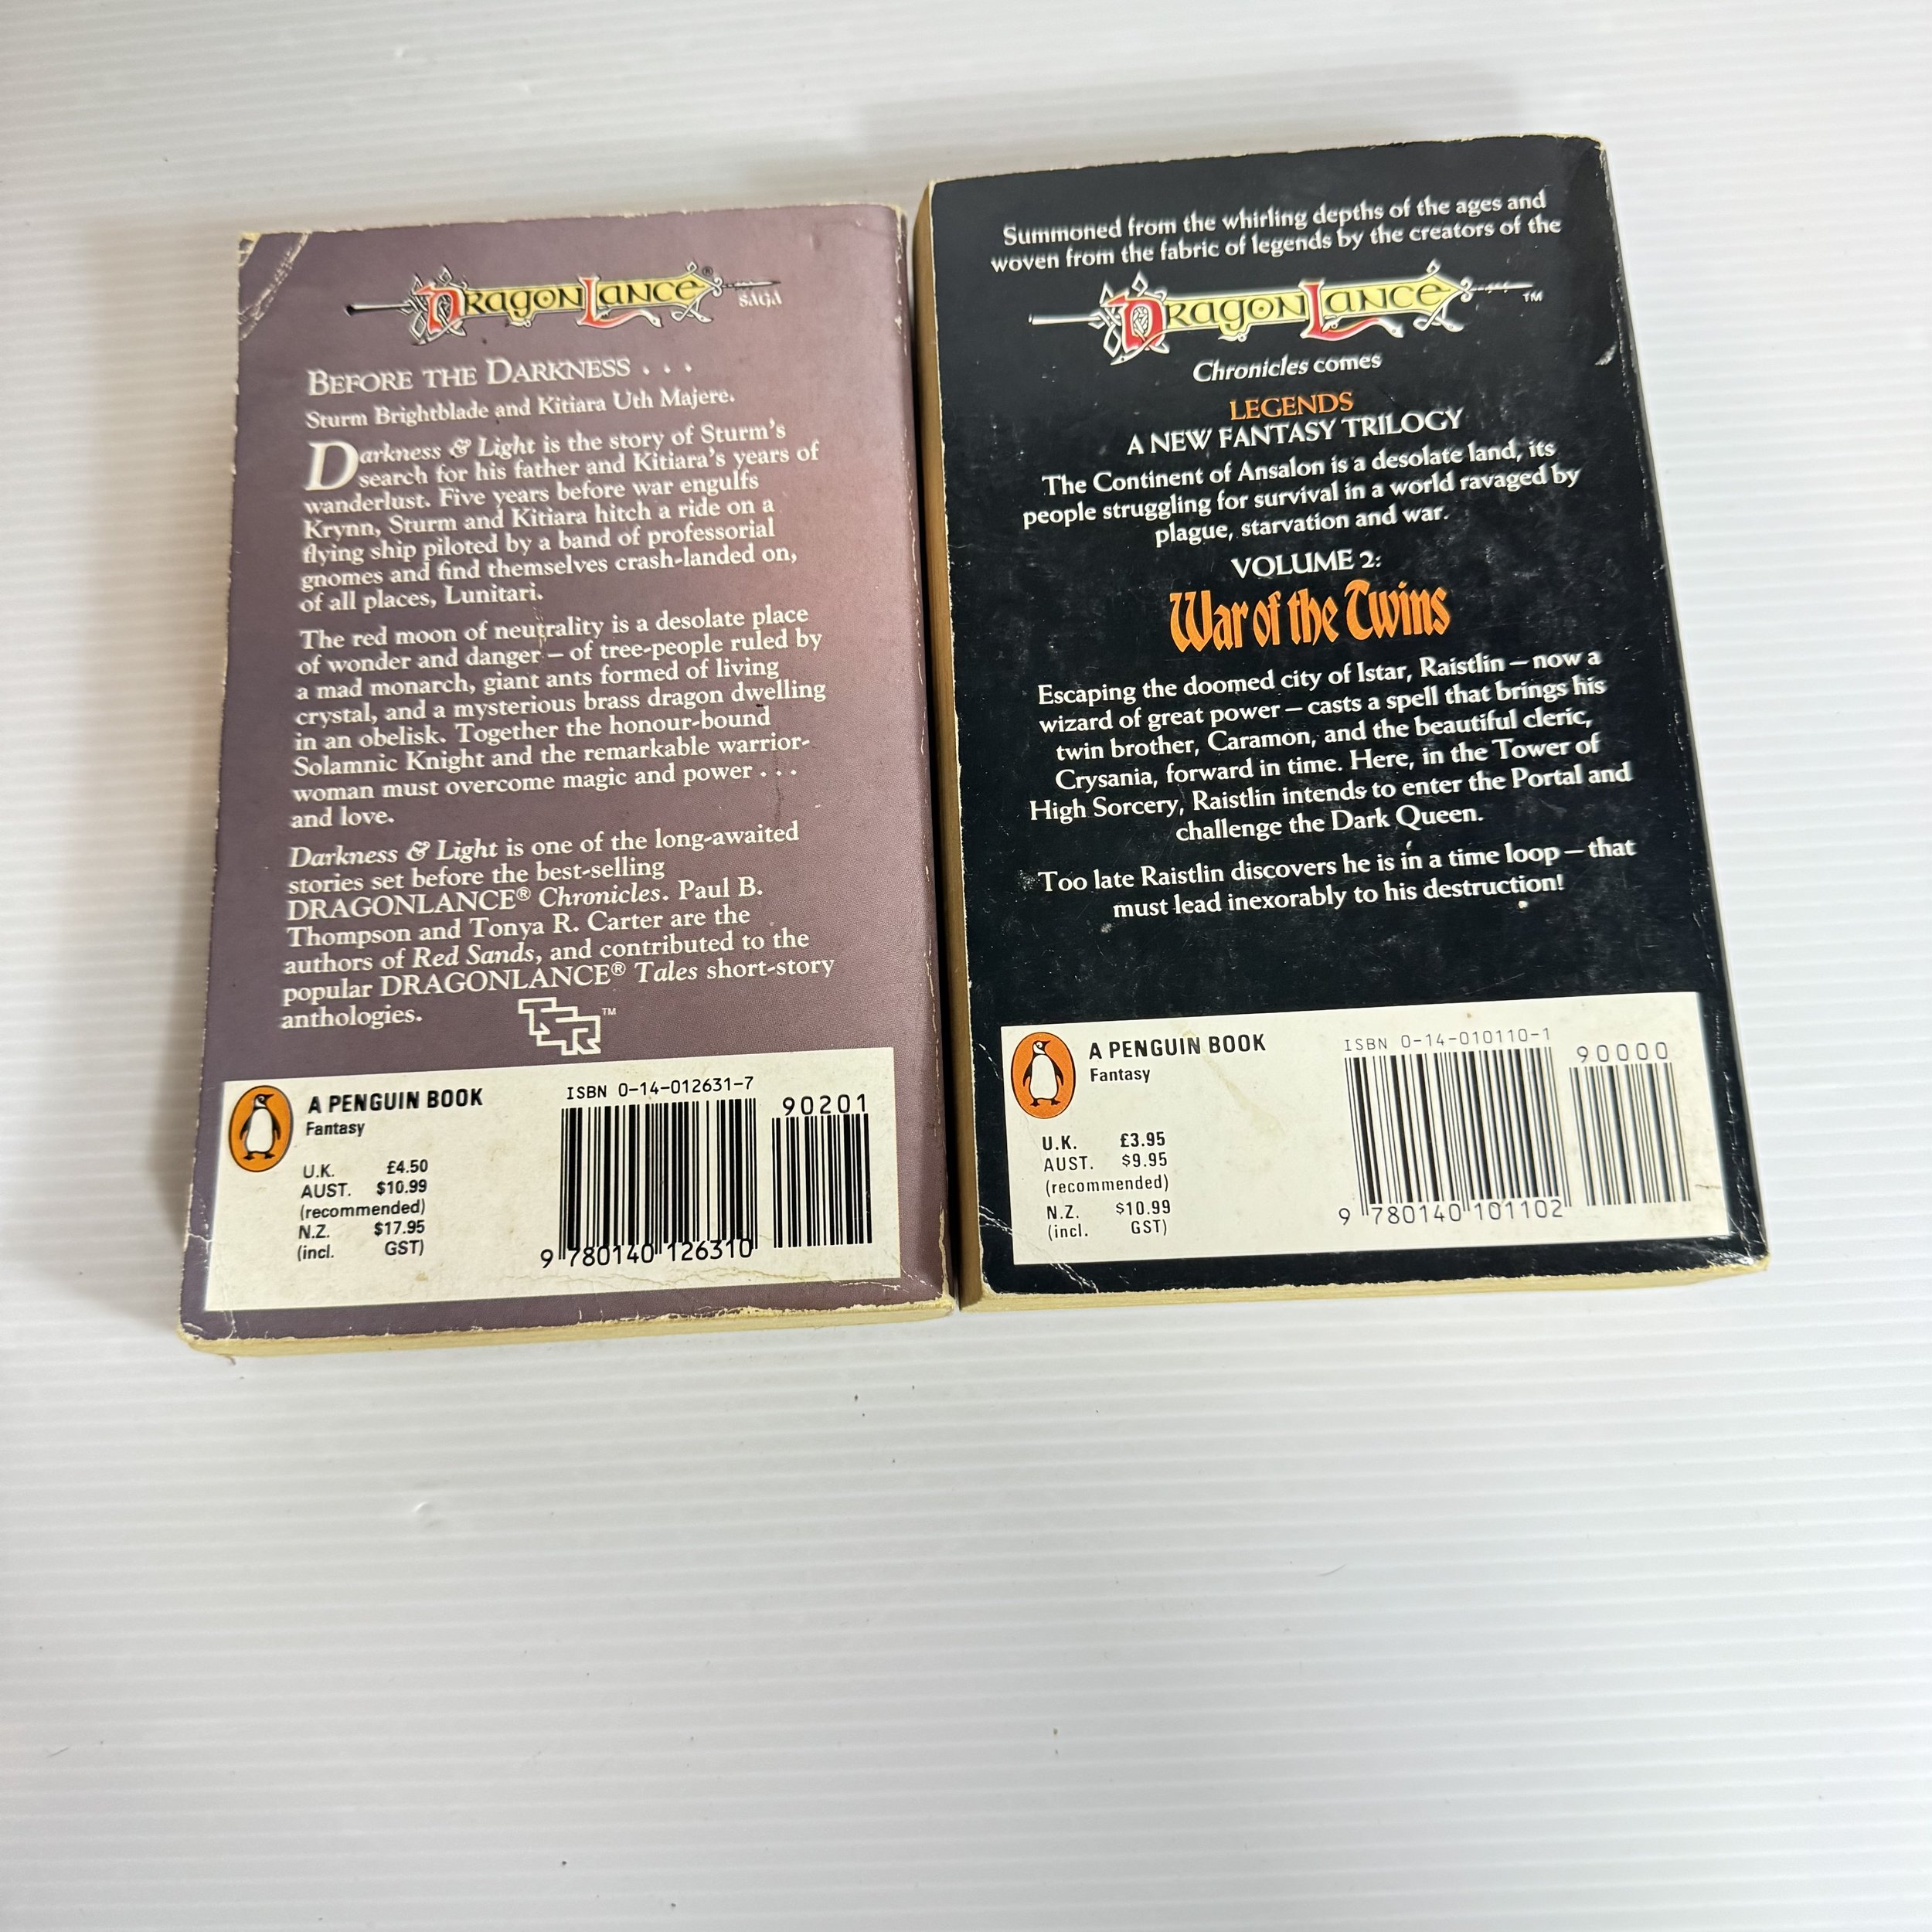 DRAGONLANCE®
SAGA
BEFORE THE DARKNESS . . .
Sturm Brightblade and Kitiara Uth Majere.
Darkness & Light is the story of Sturm's
search for his father and Kitiara's years of
wanderlust. Five years before war engulfs
Krynn, Sturm and Kitiara hitch a ride on a
flying ship piloted by a band of professorial
gnomes and find themselves crash-landed on,
of all places, Lunitari.
The red moon of neutrality is a desolate place
of wonder and danger – of tree-people ruled by
a mad monarch, giant ants formed of living
crystal, and a mysterious brass dragon dwelling
in an obelisk. Together the honour-bound
Solamnic Knight and the remarkable warrior-
woman must overcome magic and power . . .
and love.
Darkness & Light is one of the long-awaited
stories set before the best-selling
DRAGONLANCE® Chronicles. Paul B.
Thompson and Tonya R. Carter are the
authors of Red Sands, and contributed to the
popular DRAGONLANCE® Tales short-story
anthologies.
TSR™
A PENGUIN BOOK
Fantasy
U.K. £4.50
AUST. $10.99
(recommended)
N.Z. $17.95
(incl. GST)
ISBN 0-14-012631-7
90201
9 780140 126310
Summoned from the whirling depths of the ages and
woven from the fabric of legends by the creators of the
DRAGONLANCE™
Chronicles comes
LEGENDS
A NEW FANTASY TRILOGY
The Continent of Ansalon is a desolate land, its
people struggling for survival in a world ravaged by
plague, starvation and war.
VOLUME 2:
War of the Twins
Escaping the doomed city of Istar, Raistlin – now a
wizard of great power – casts a spell that brings his
twin brother, Caramon, and the beautiful cleric,
Crysania, forward in time. Here, in the Tower of
High Sorcery, Raistlin intends to enter the Portal and
challenge the Dark Queen.
Too late Raistlin discovers he is in a time loop – that
must lead inexorably to his destruction!
A PENGUIN BOOK
Fantasy
U.K. £3.95
AUST. $9.95
(recommended)
N.Z. $10.99
(incl. GST)
ISBN 0-14-010110-1
90000
9 780140 101102